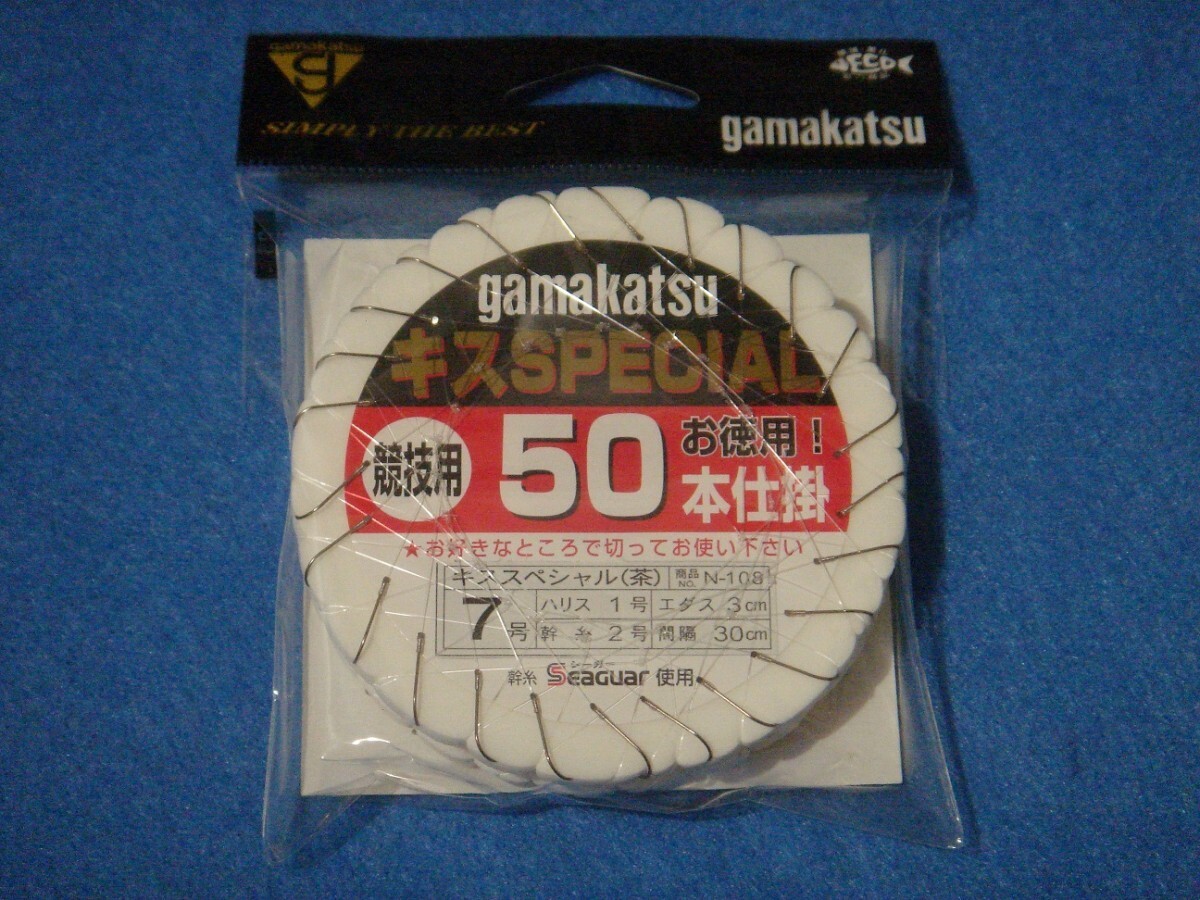 gamakatsu
SIMPLY THE BEST
gamakatsu
gamakatsu
キスSPECIAL
競技用
50
お徳用!
本仕掛
★お好きなところで切ってお使い下さい
キススペシャル(茶) 商品NO. N-108
7号 ハリス 1号 エダス 3cm
幹糸 2号 間隔 30cm
シーガー
幹糸 Seaguar 使用